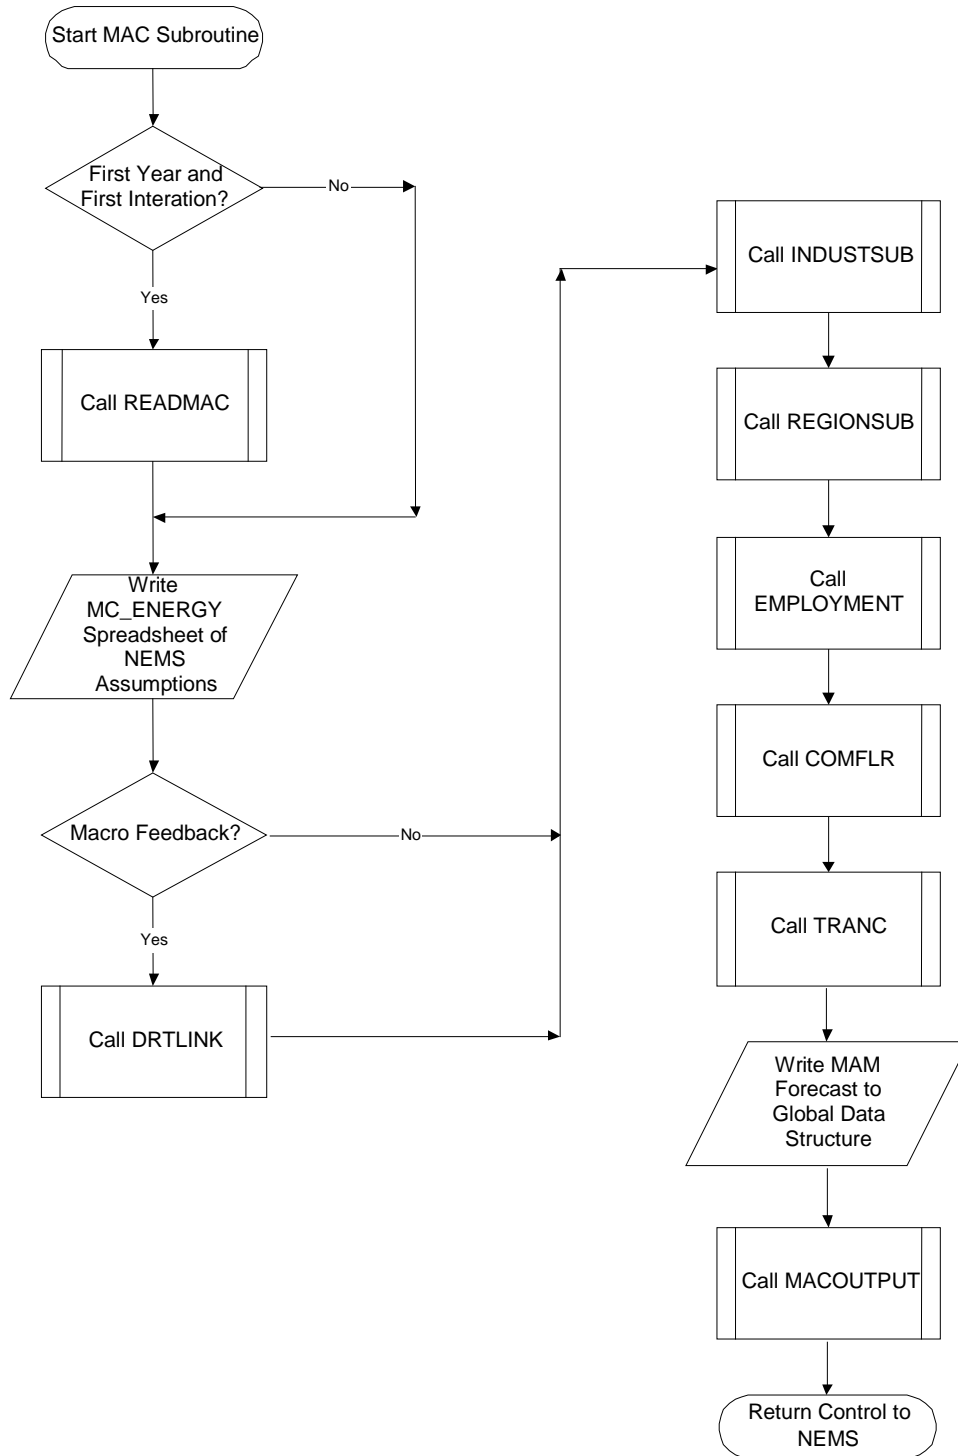 Start MAC Subroutine
First Year and
First Interation?
No
Yes
Call READMAC
Write
MC_ENERGY
Spreadsheet of
NEMS
Assumptions
Macro Feedback?
No
Yes
Call DRTLINK
Call INDUSTSUB
Call REGIONSUB
Call
EMPLOYMENT
Call COMFLR
Call TRANC
Write MAM
Forecast to
Global Data
Structure
Call MACOUTPUT
Return Control to
NEMS